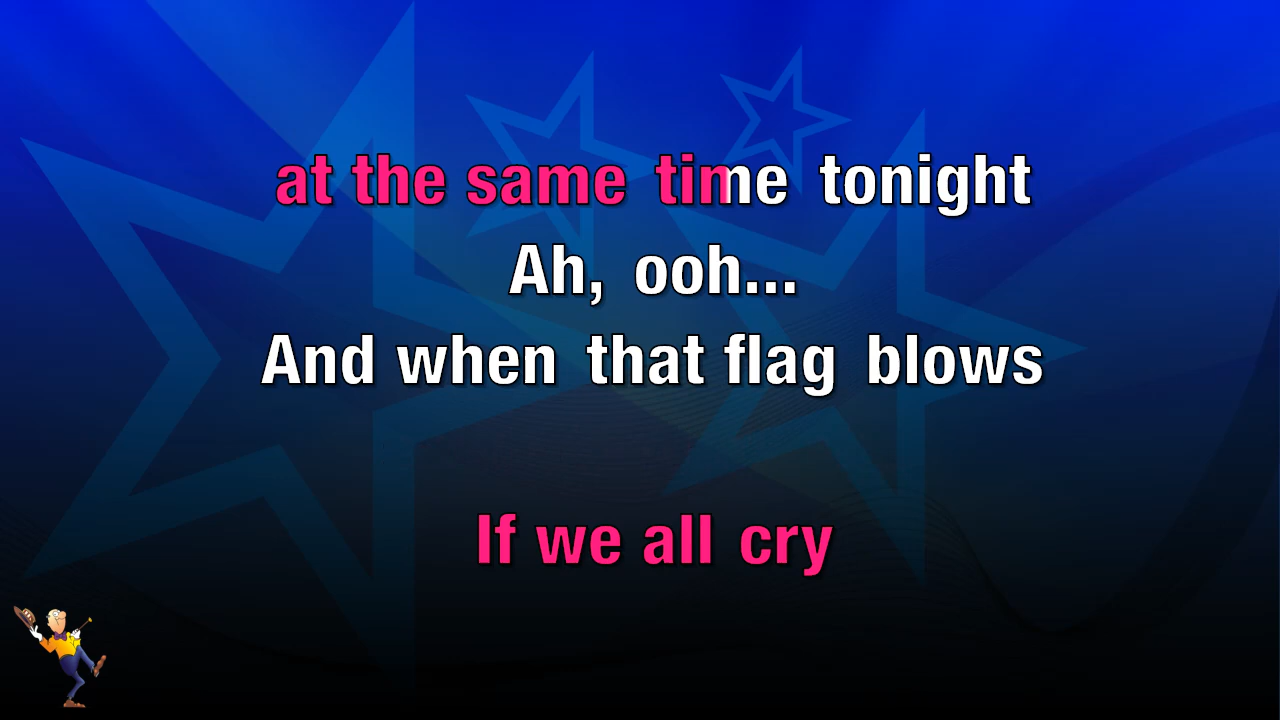 at the same time tonight
Ah, ooh...
And when that flag blows
If we all cry